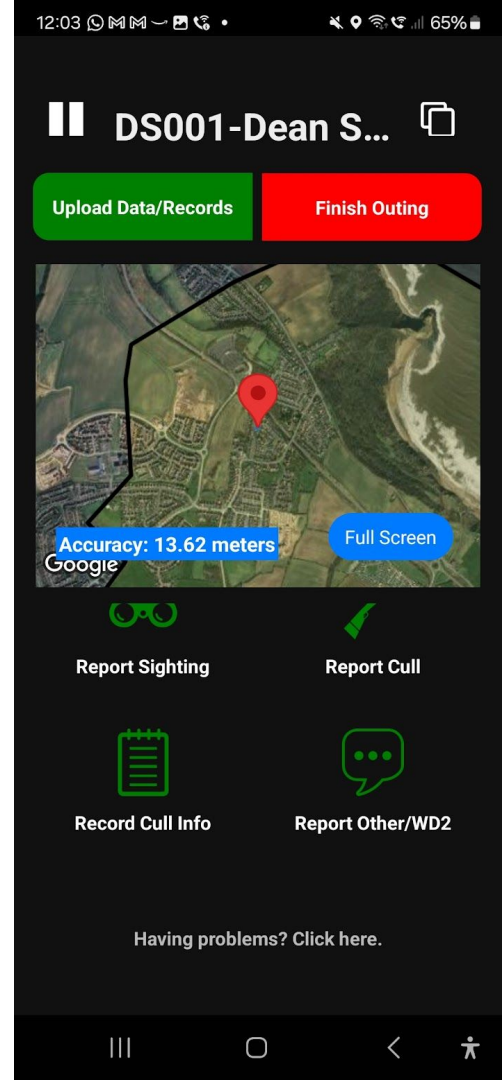 12:03
65%
DS001-Dean S...
Upload Data/Records
Finish Outing
Accuracy: 13.62 meters
Full Screen
Google
Report Sighting
Report Cull
Record Cull Info
Report Other/WD2
Having problems? Click here.